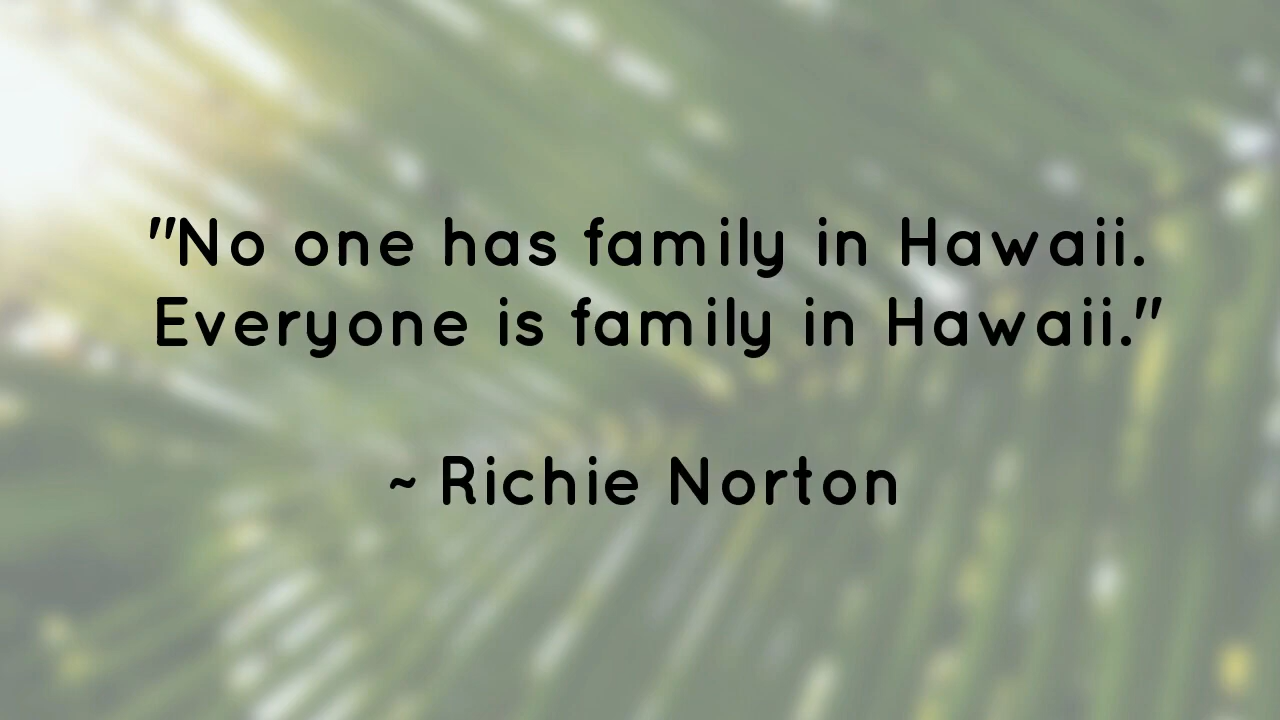 "No one has family in Hawaii.
Everyone is family in Hawaii."
~ Richie Norton